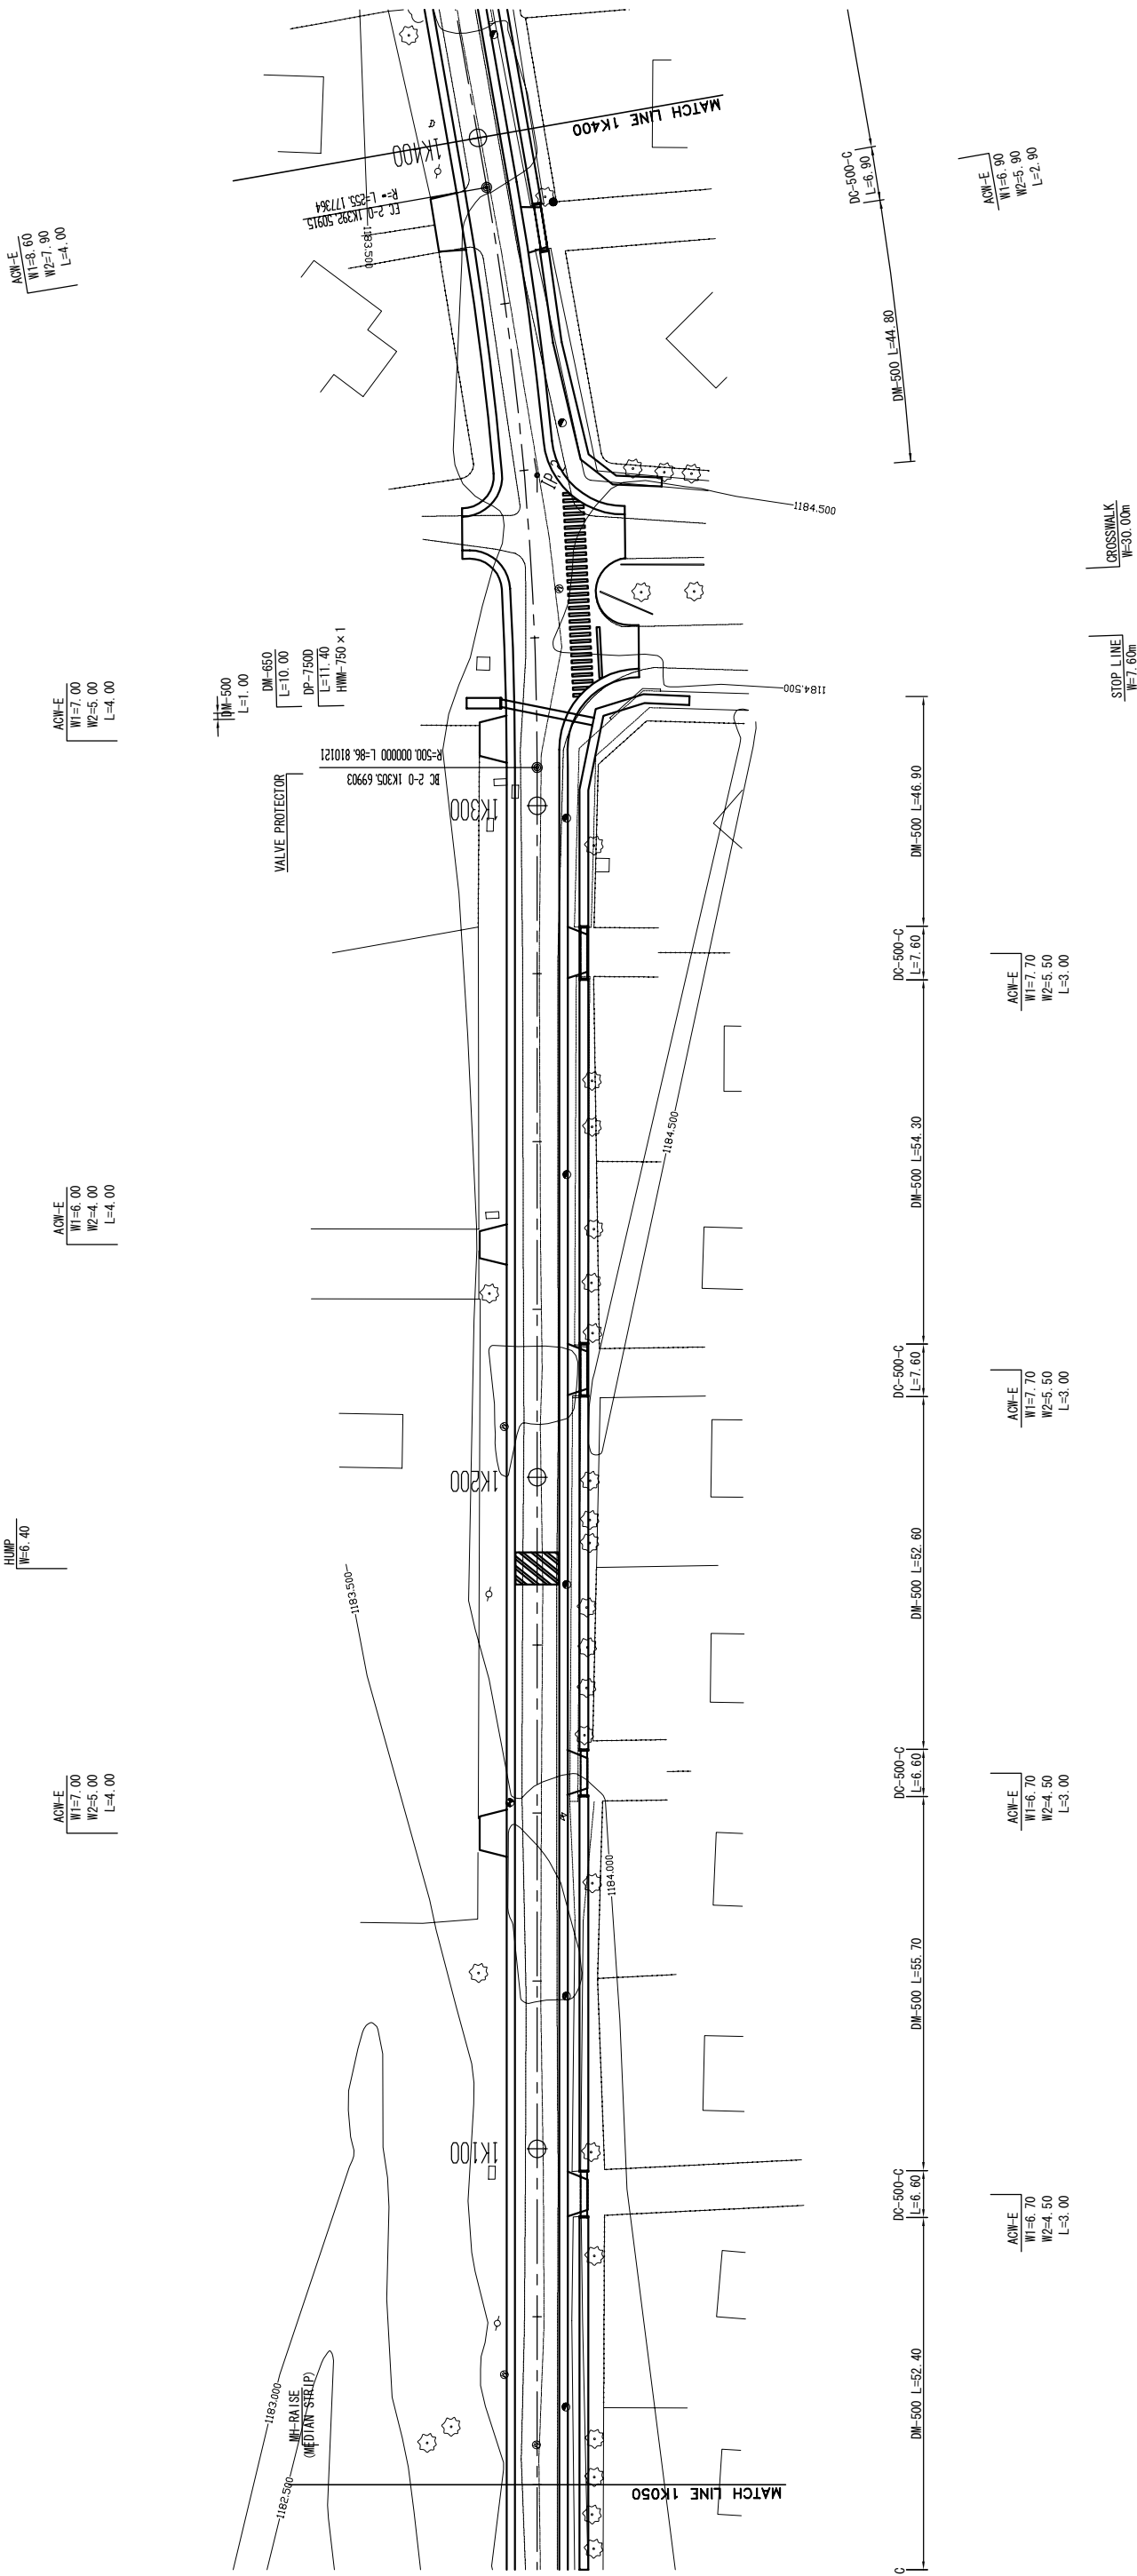 MATCH LINE 1K400
1K400
EC 2-0 1K392.50915
R=∞ L=255.177364
1183.500
DC-500-C
L=6.90
ACW-E
W1=6.90
W2=5.90
L=2.90
ACW-E
W1=8.60
W2=7.90
L=4.00
DM-500 L=44.80
IP.2
1184.500
CROSSWALK
W=30.00m
STOP LINE
W=7.60m
1184.500
ACW-E
W1=7.00
W2=5.00
L=4.00
DM-500
L=1.00
DM-650
L=10.00
DP-750D
L=11.40
HWM-750×1
VALVE PROTECTOR
BC 2-0 1K305.69903
R=500.000000 L=86.810121
1K300
DM-500 L=46.90
DC-500-C
L=7.60
ACW-E
W1=7.70
W2=5.50
L=3.00
1184.500
DM-500 L=54.30
ACW-E
W1=6.00
W2=4.00
L=4.00
DC-500-C
L=7.60
ACW-E
W1=7.70
W2=5.50
L=3.00
1K200
HUMP
W=6.40
1183.500
DM-500 L=52.60
DC-500-C
L=6.60
ACW-E
W1=6.70
W2=4.50
L=3.00
ACW-E
W1=7.00
W2=5.00
L=4.00
1184.000
DM-500 L=55.70
1K100
DC-500-C
L=6.60
ACW-E
W1=6.70
W2=4.50
L=3.00
1183.000
MH-RAISE
(MEDIAN STRIP)
1182.500
DM-500 L=52.40
MATCH LINE 1K050
C